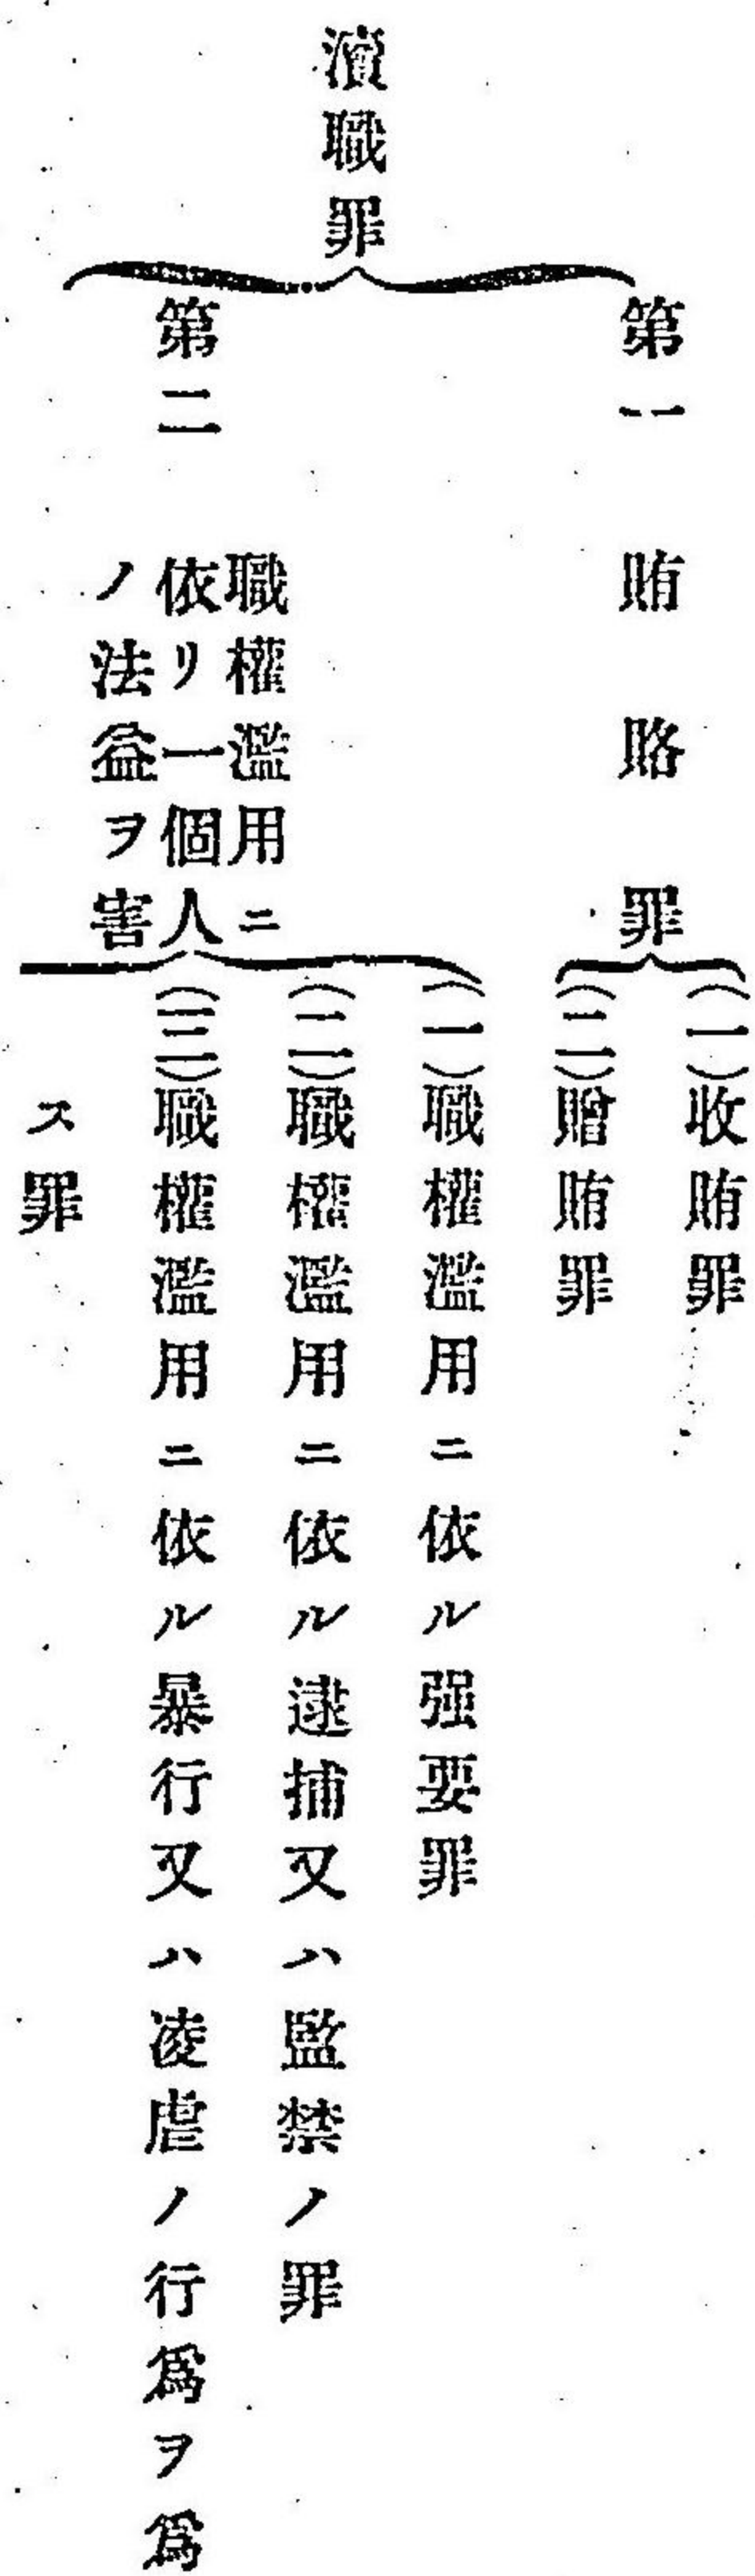 瀆職罪
第一 賄賂罪
(一)收賄罪
(二)贈賄罪
第二 職權濫用ニ
依リ一個人
ノ法益ヲ害
(一)職權濫用ニ依ル强要罪
(二)職權濫用ニ依ル逮捕又ハ監禁ノ罪
(三)職權濫用ニ依ル暴行又ハ凌虐ノ行爲ヲ爲
ス罪